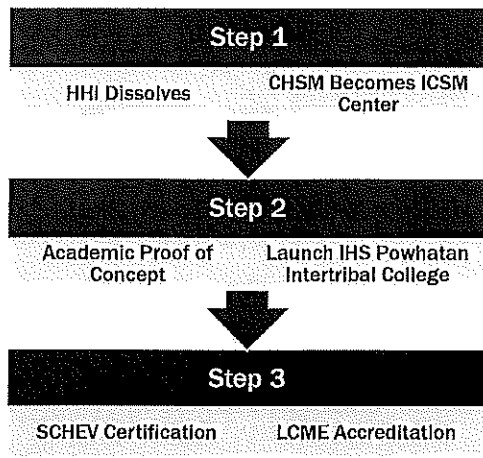 Step 1
HHI Dissolves
CHSM Becomes ICSM
Center
Step 2
Academic Proof of
Concept
Launch IHS Powhatan
Intertribal College
Step 3
SCHEV Certification
LCME Accreditation